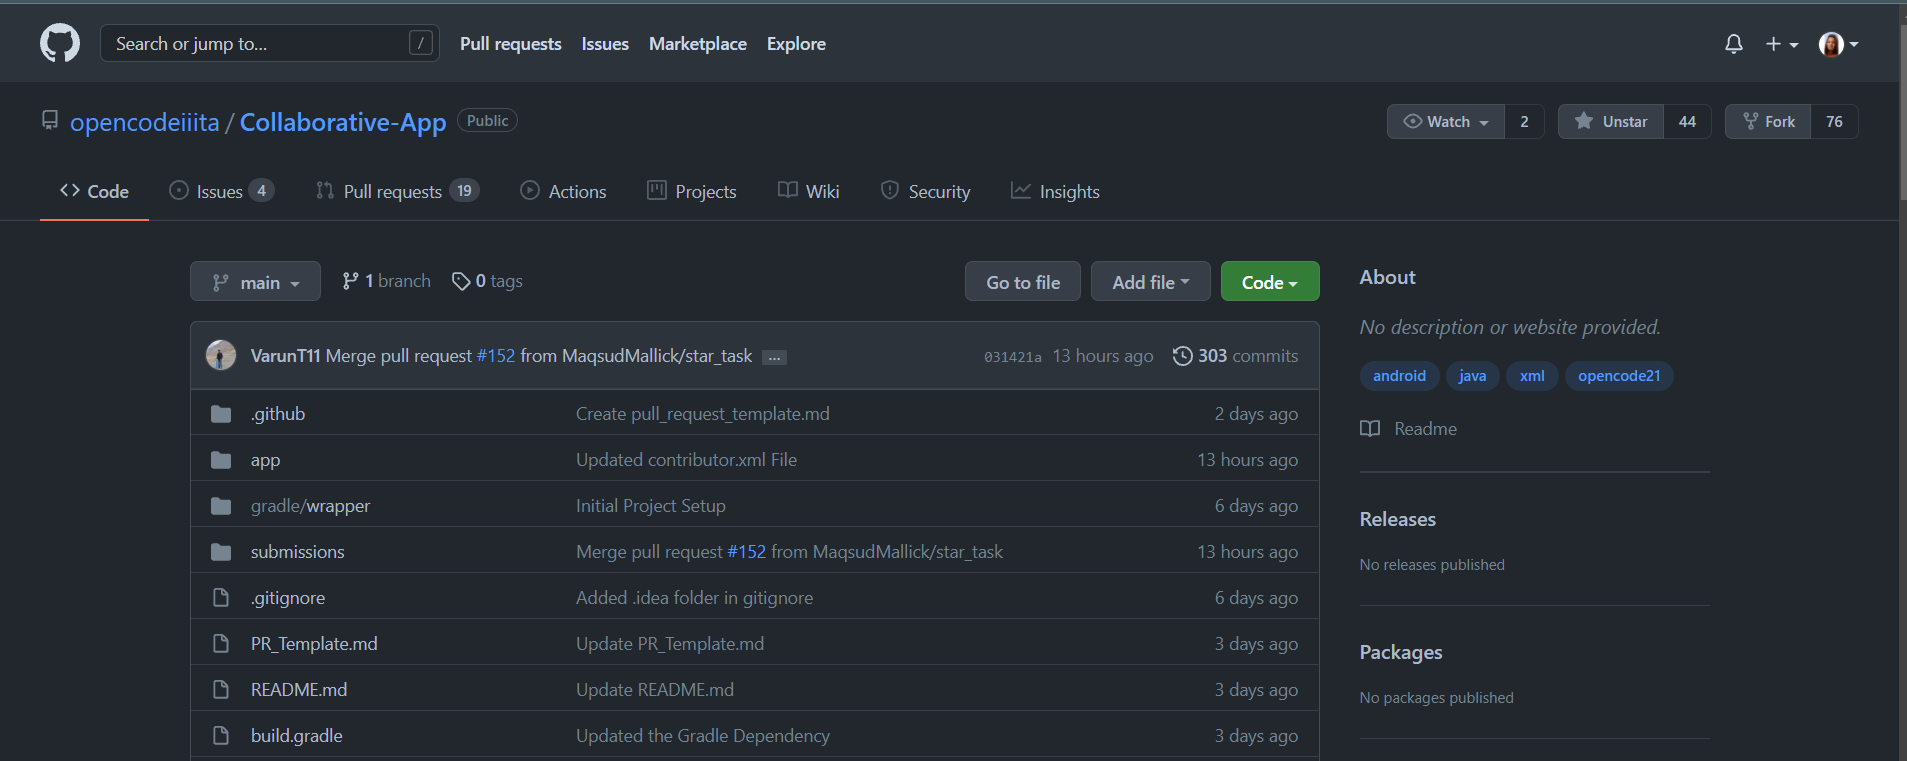 Search or jump to... / Pull requests Issues Marketplace Explore
opencodeiiita / Collaborative-App Public Watch 2 Unstar 44 Fork 76
Code Issues 4 Pull requests 19 Actions Projects Wiki Security Insights
main 1 branch 0 tags Go to file Add file Code
VarunT11 Merge pull request #152 from MaqsudMallick/star_task ... 031421a 13 hours ago 303 commits
.github Create pull_request_template.md 2 days ago
app Updated contributor.xml File 13 hours ago
gradle/wrapper Initial Project Setup 6 days ago
submissions Merge pull request #152 from MaqsudMallick/star_task 13 hours ago
.gitignore Added .idea folder in gitignore 6 days ago
PR_Template.md Update PR_Template.md 3 days ago
README.md Update README.md 3 days ago
build.gradle Updated the Gradle Dependency 3 days ago
About
No description or website provided.
android java xml opencode21
Readme
Releases
No releases published
Packages
No packages published